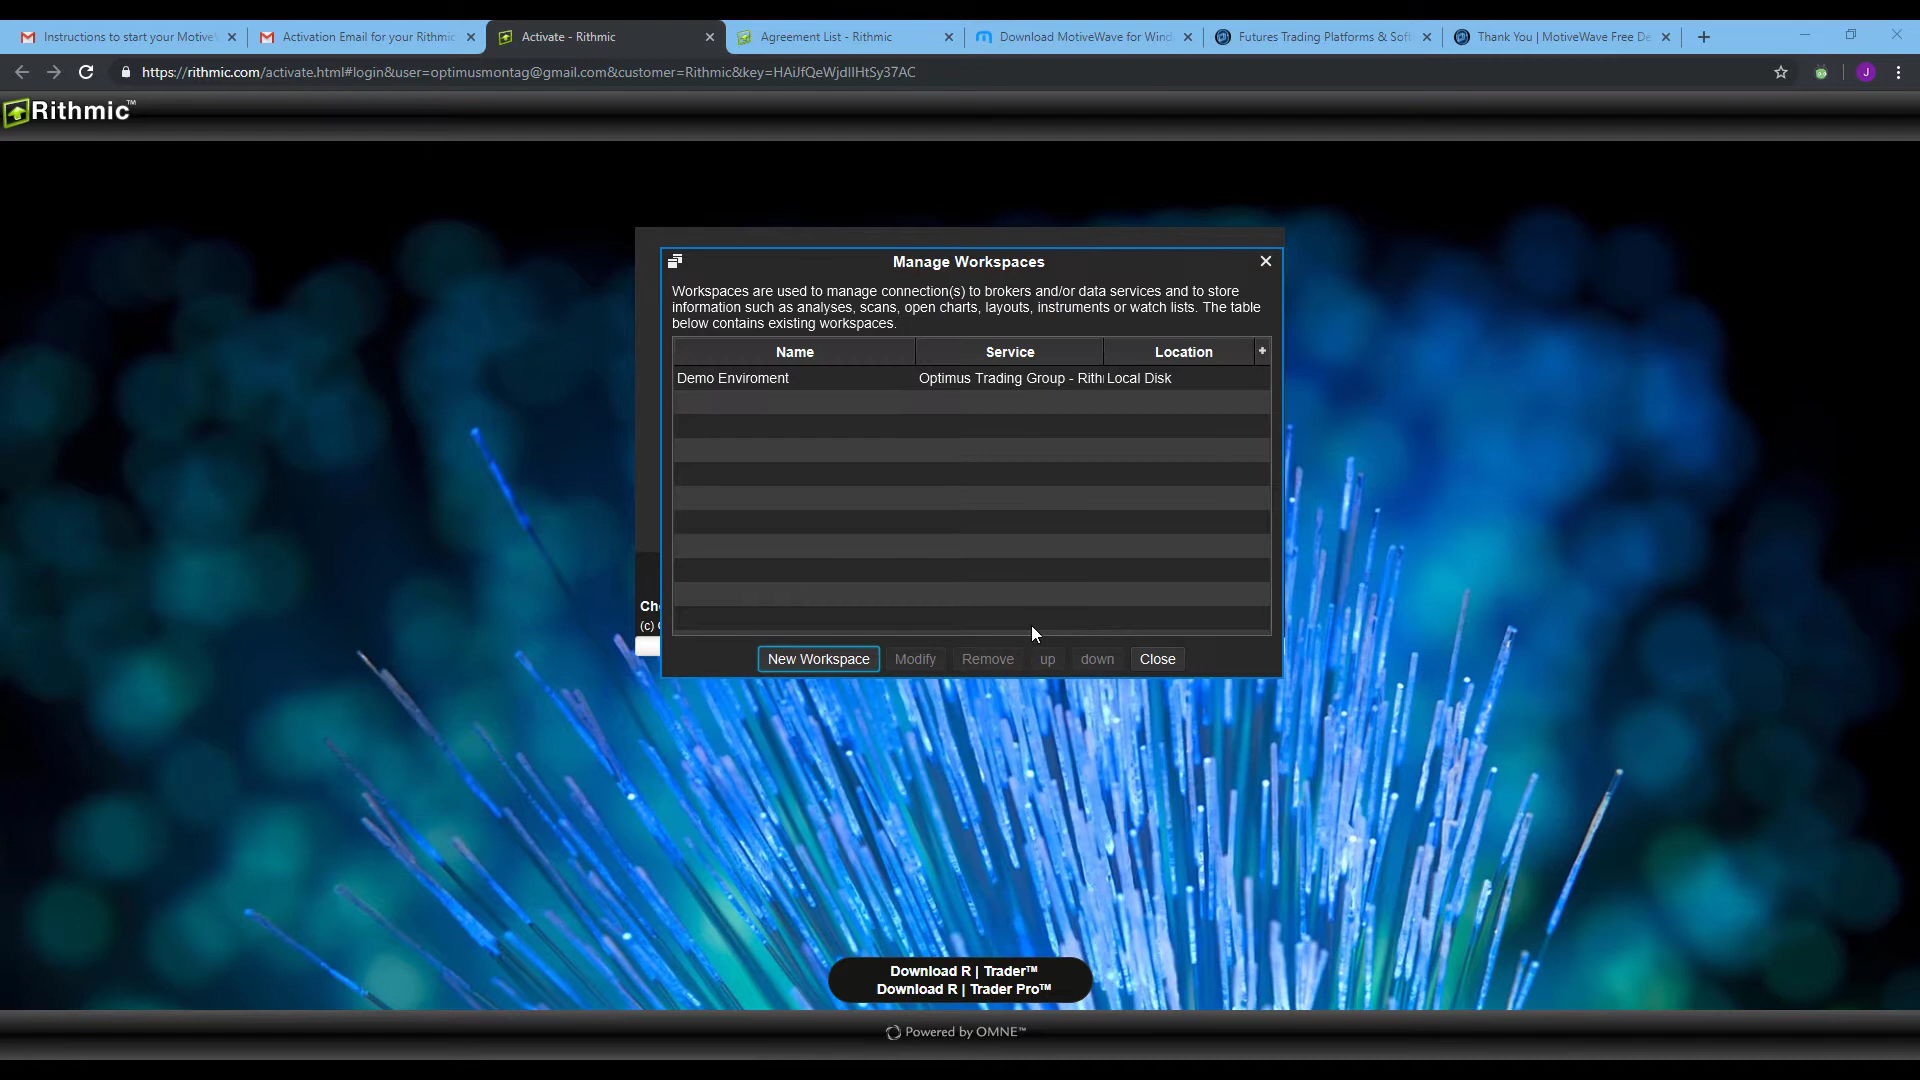 Instructions to start your Motive
Activation Email for your Rithmic
Activate - Rithmic
Agreement List - Rithmic
Download MotiveWave for Wind
Futures Trading Platforms & Soft
Thank You | MotiveWave Free De
https://rithmic.com/activate.html#login&user=optimusmontag@gmail.com&customer=Rithmic&key=HAiJfQeWjdIIHtSy37AC
J
Rithmic™
Manage Workspaces
Workspaces are used to manage connection(s) to brokers and/or data services and to store
information such as analyses, scans, open charts, layouts, instruments or watch lists. The table
below contains existing workspaces.
Name Service Location +
Demo Enviroment Optimus Trading Group - Rith Local Disk
Ch
(c)
New Workspace Modify Remove up down Close
Download R | Trader™
Download R | Trader Pro™
Powered by OMNE™